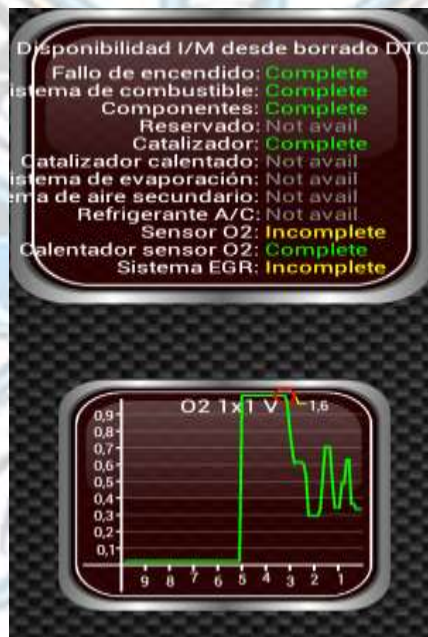 Disponibilidad I/M desde borrado DTC
Fallo de encendido: Complete
istema de combustible: Complete
Componentes: Complete
Reservado: Not avail
Catalizador: Complete
Catalizador calentado: Not avail
istema de evaporación: Not avail
ema de aire secundario: Not avail
Refrigerante A/C: Not avail
Sensor O2: Incomplete
Calentador sensor O2: Complete
Sistema EGR: Incomplete
O2 1x1 V
1,6
0,9
0,8
0,7
0,6
0,5
0,4
0,3
0,2
0,1
9 8 7 6 5 4 3 2 1